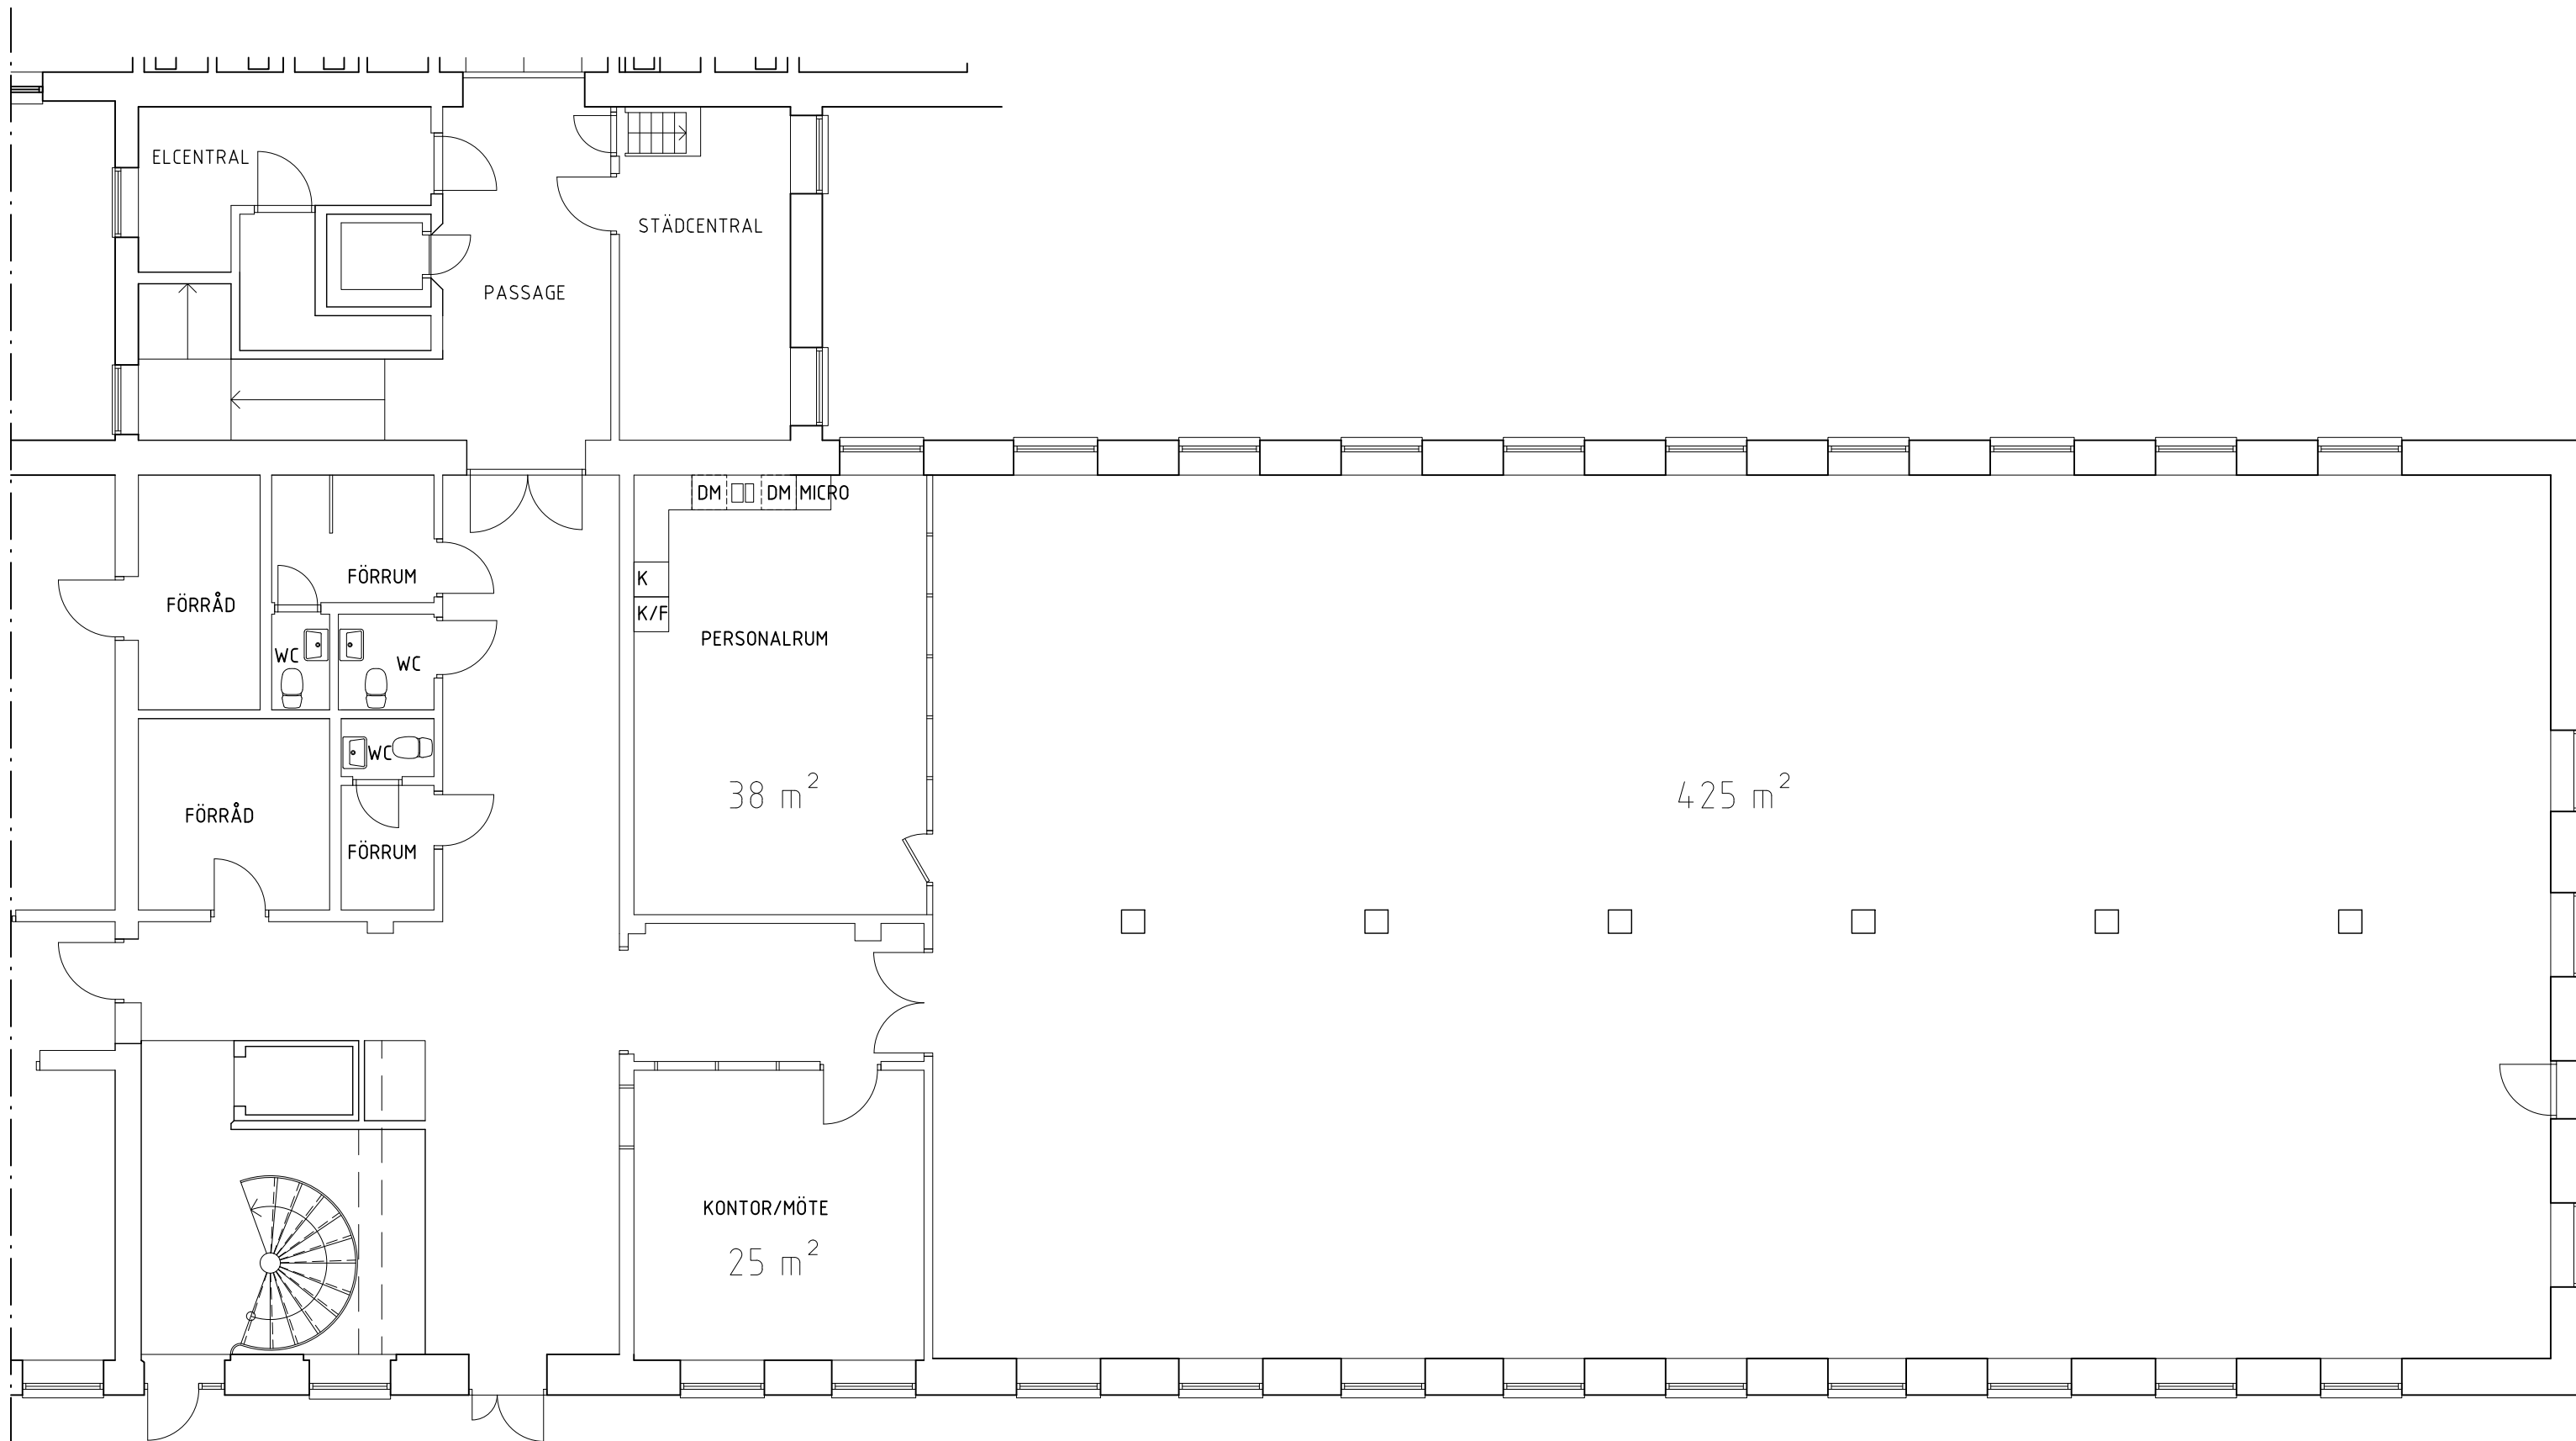 ELCENTRAL
STÄDCENTRAL
PASSAGE
DM DM MICRO
FÖRRUM
K
FÖRRÅD
K/F
PERSONALRUM
WC
WC
WC
38 m²
425 m²
FÖRRÅD
FÖRRUM
KONTOR/MÖTE
25 m²